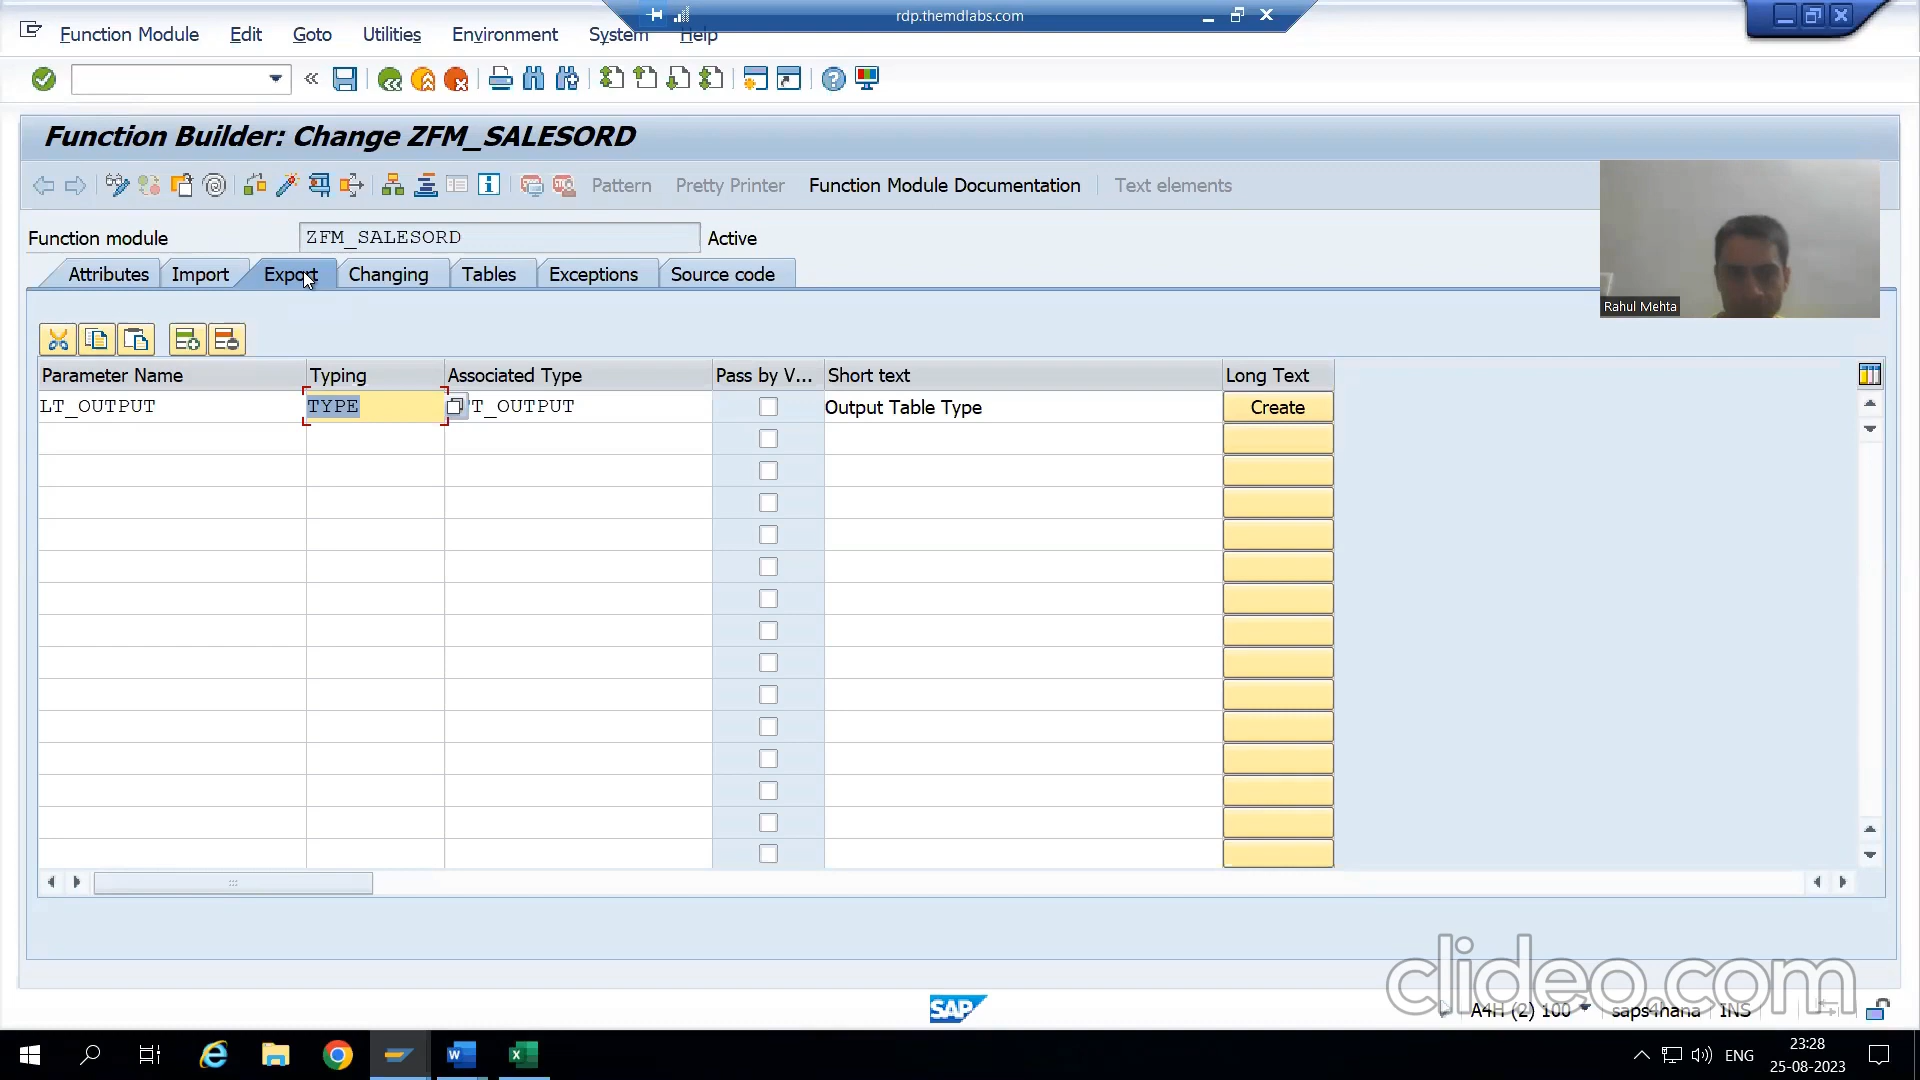 rdp.themdlabs.com
Function Module Edit Goto Utilities Environment System Help
Function Builder: Change ZFM_SALESORD
Pattern Pretty Printer Function Module Documentation Text elements
Function module ZFM_SALESORD Active
Attributes Import Export Changing Tables Exceptions Source code
Rahul Mehta
Parameter Name Typing Associated Type Pass by V... Short text Long Text
LT_OUTPUT TYPE T_OUTPUT Output Table Type Create
clideo.com
SAP A4H (2) 100 saps4hana INS
ENG 23:28
25-08-2023